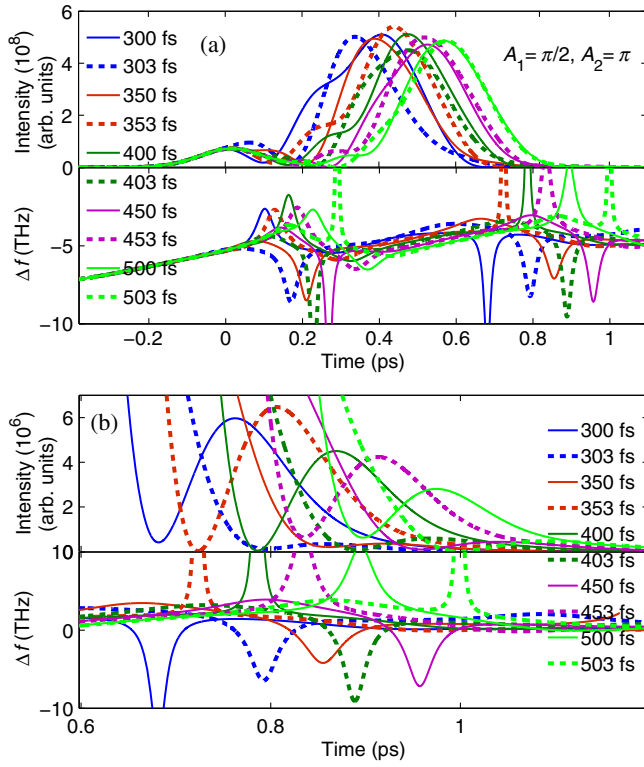 (a)
A₁= π/2, A₂= π
300 fs
303 fs
350 fs
353 fs
400 fs
403 fs
450 fs
453 fs
500 fs
503 fs
Intensity (10⁸)
(arb. units)
6
4
2
0
Δf (THz)
0
−5
−10
−0.2 0 0.2 0.4 0.6 0.8 1
Time (ps)
(b)
300 fs
303 fs
350 fs
353 fs
400 fs
403 fs
450 fs
453 fs
500 fs
503 fs
Intensity (10⁶)
(arb. units)
6
4
2
Δf (THz)
10
0
−10
0.6 0.8 1
Time (ps)